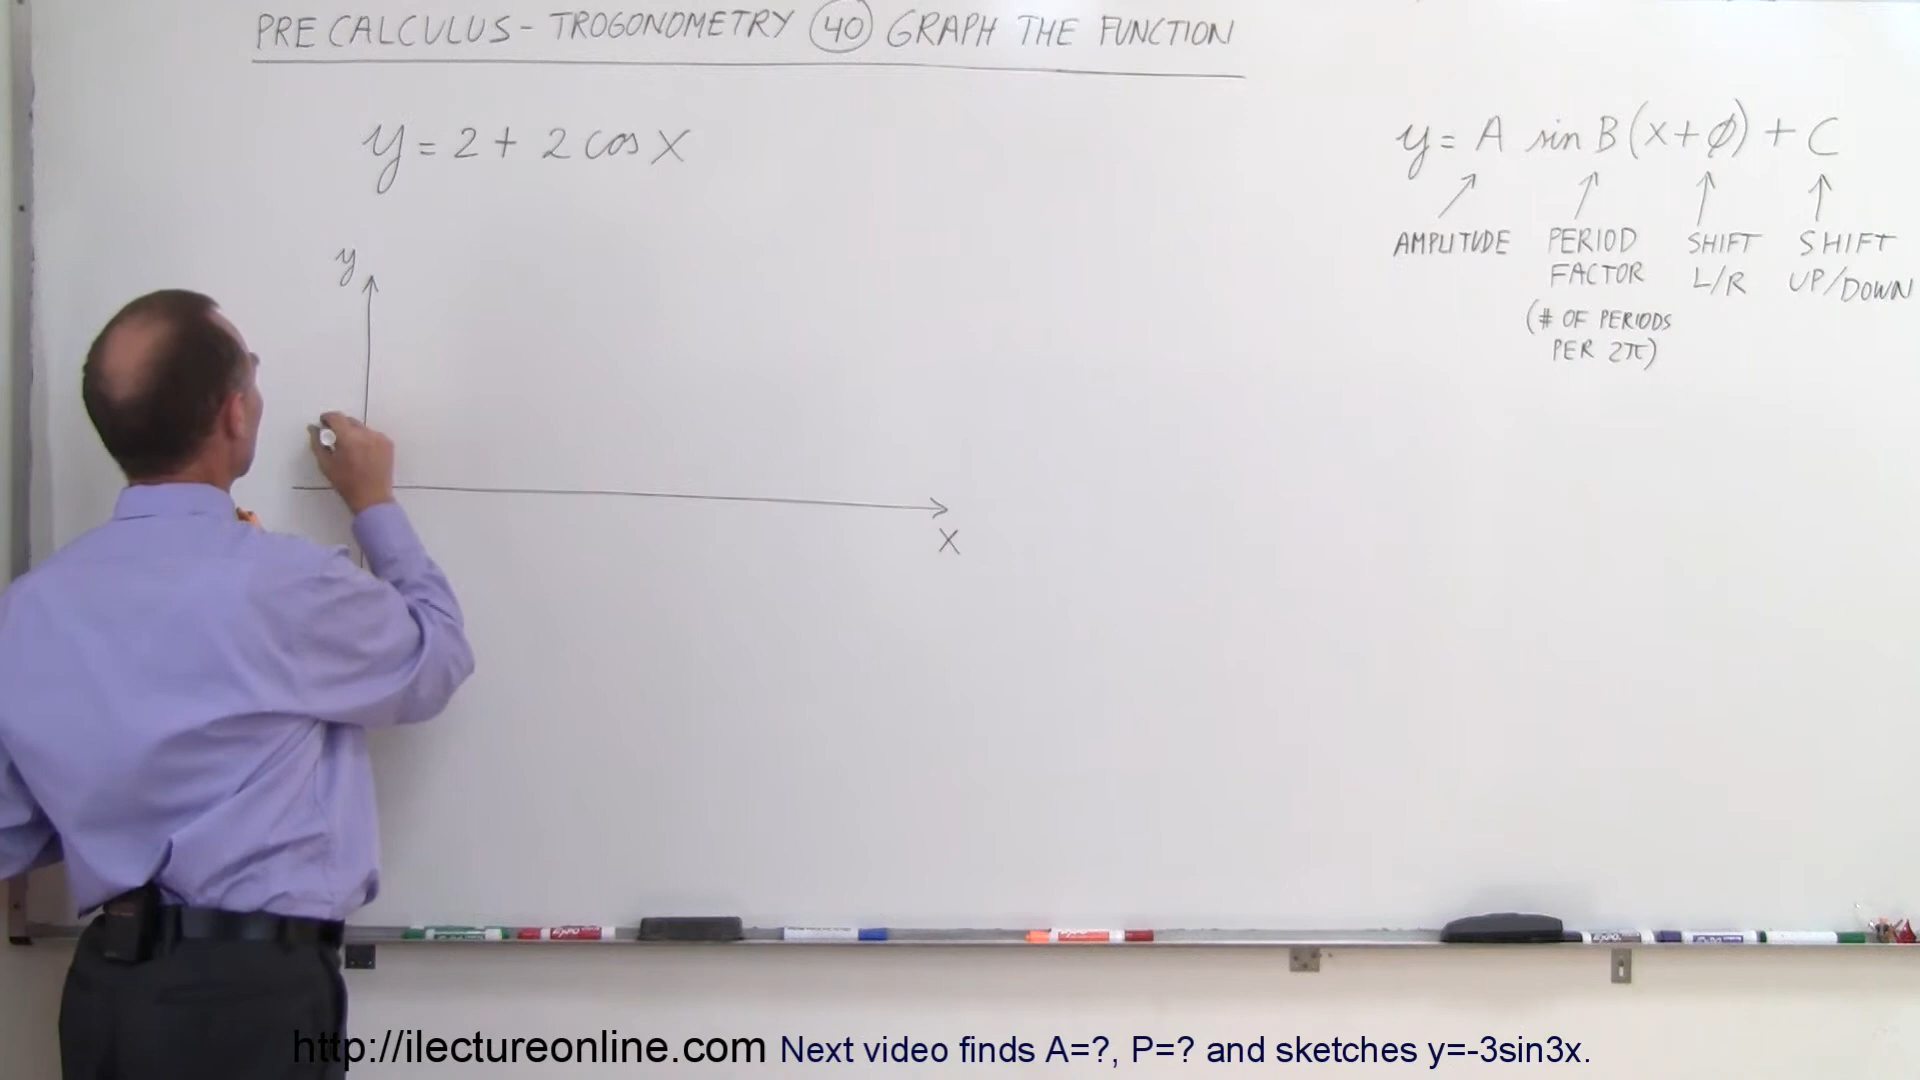 PRE CALCULUS - TROGONOMETRY 40 GRAPH THE FUNCTION
y = 2 + 2 cos X
y = A sin B (x + φ) + C
AMPLITUDE PERIOD FACTOR SHIFT L/R SHIFT UP/DOWN
(# OF PERIODS
PER 2π)
y
X
http://ilectureonline.com Next video finds A=?, P=? and sketches y=-3sin3x.